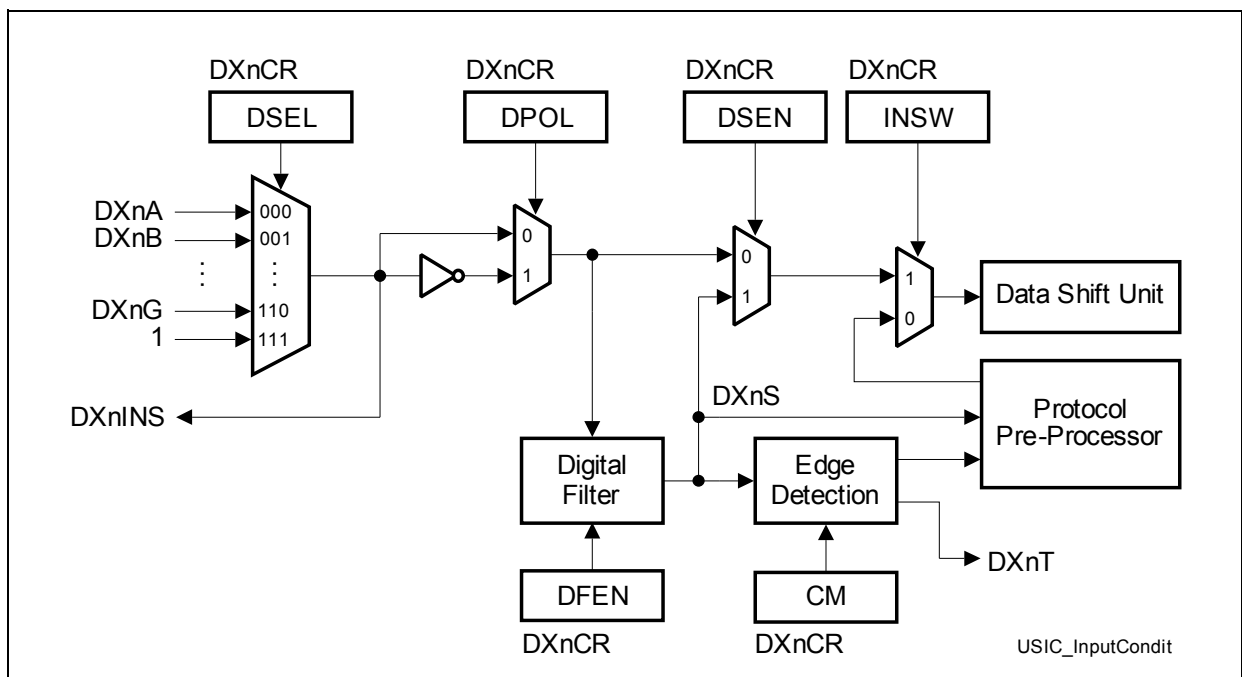 DXnCR
DXnCR
DXnCR
DXnCR
DSEL
DPOL
DSEN
INSW
DXnA
000
DXnB
001
DXnG
110
1
111
0
1
0
1
1
0
Data Shift Unit
DXnINS
DXnS
Protocol
Pre-Processor
Digital
Filter
Edge
Detection
DXnT
DFEN
CM
DXnCR
DXnCR
USIC_InputCondit